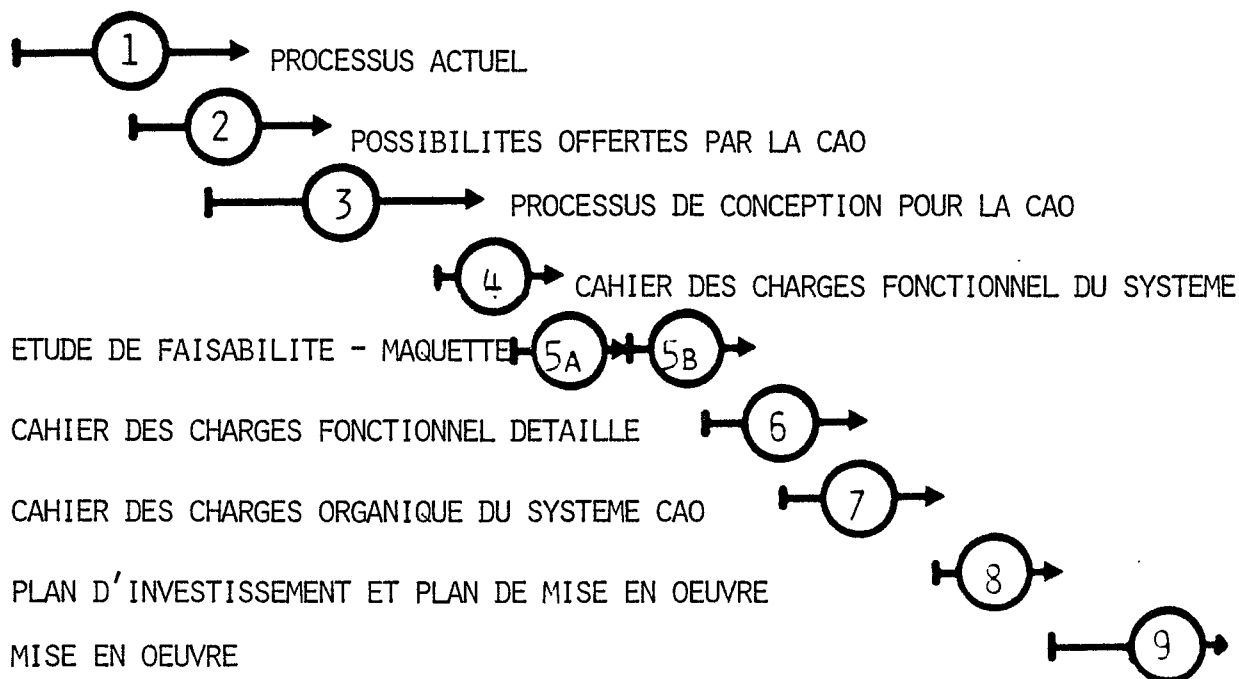 1 PROCESSUS ACTUEL
2 POSSIBILITES OFFERTES PAR LA CAO
3 PROCESSUS DE CONCEPTION POUR LA CAO
4 CAHIER DES CHARGES FONCTIONNEL DU SYSTEME
ETUDE DE FAISABILITE - MAQUETTE 5A 5B
CAHIER DES CHARGES FONCTIONNEL DETAILLE 6
CAHIER DES CHARGES ORGANIQUE DU SYSTEME CAO 7
PLAN D'INVESTISSEMENT ET PLAN DE MISE EN OEUVRE 8
MISE EN OEUVRE 9